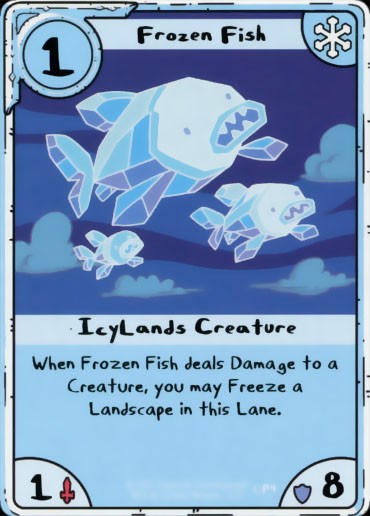 1
Frozen Fish
IcyLands Creature
When Frozen Fish deals Damage to a
Creature, you may Freeze a
Landscape in this Lane.
1
8